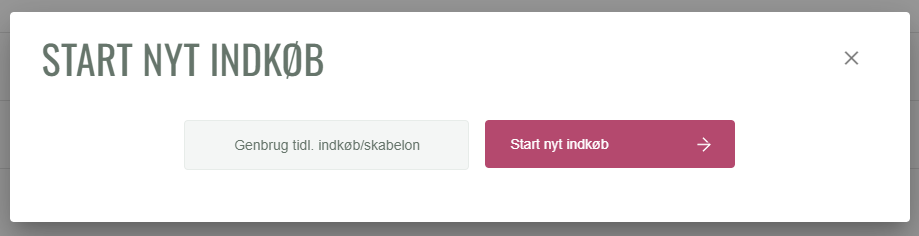 START NYT INDKØB
Genbrug tidl. indkøb/skabelon
Start nyt indkøb